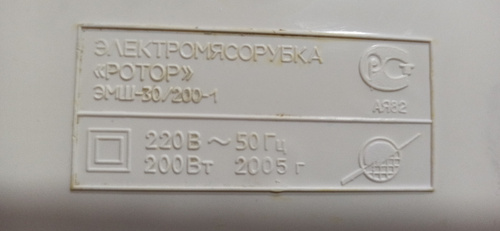 ЭЛЕКТРОМЯСОРУБКА
«РОТОР»
ЭМШ-30/200-1
РСТ
АЯ82
220В ~ 50Гц
200Вт 2005 г